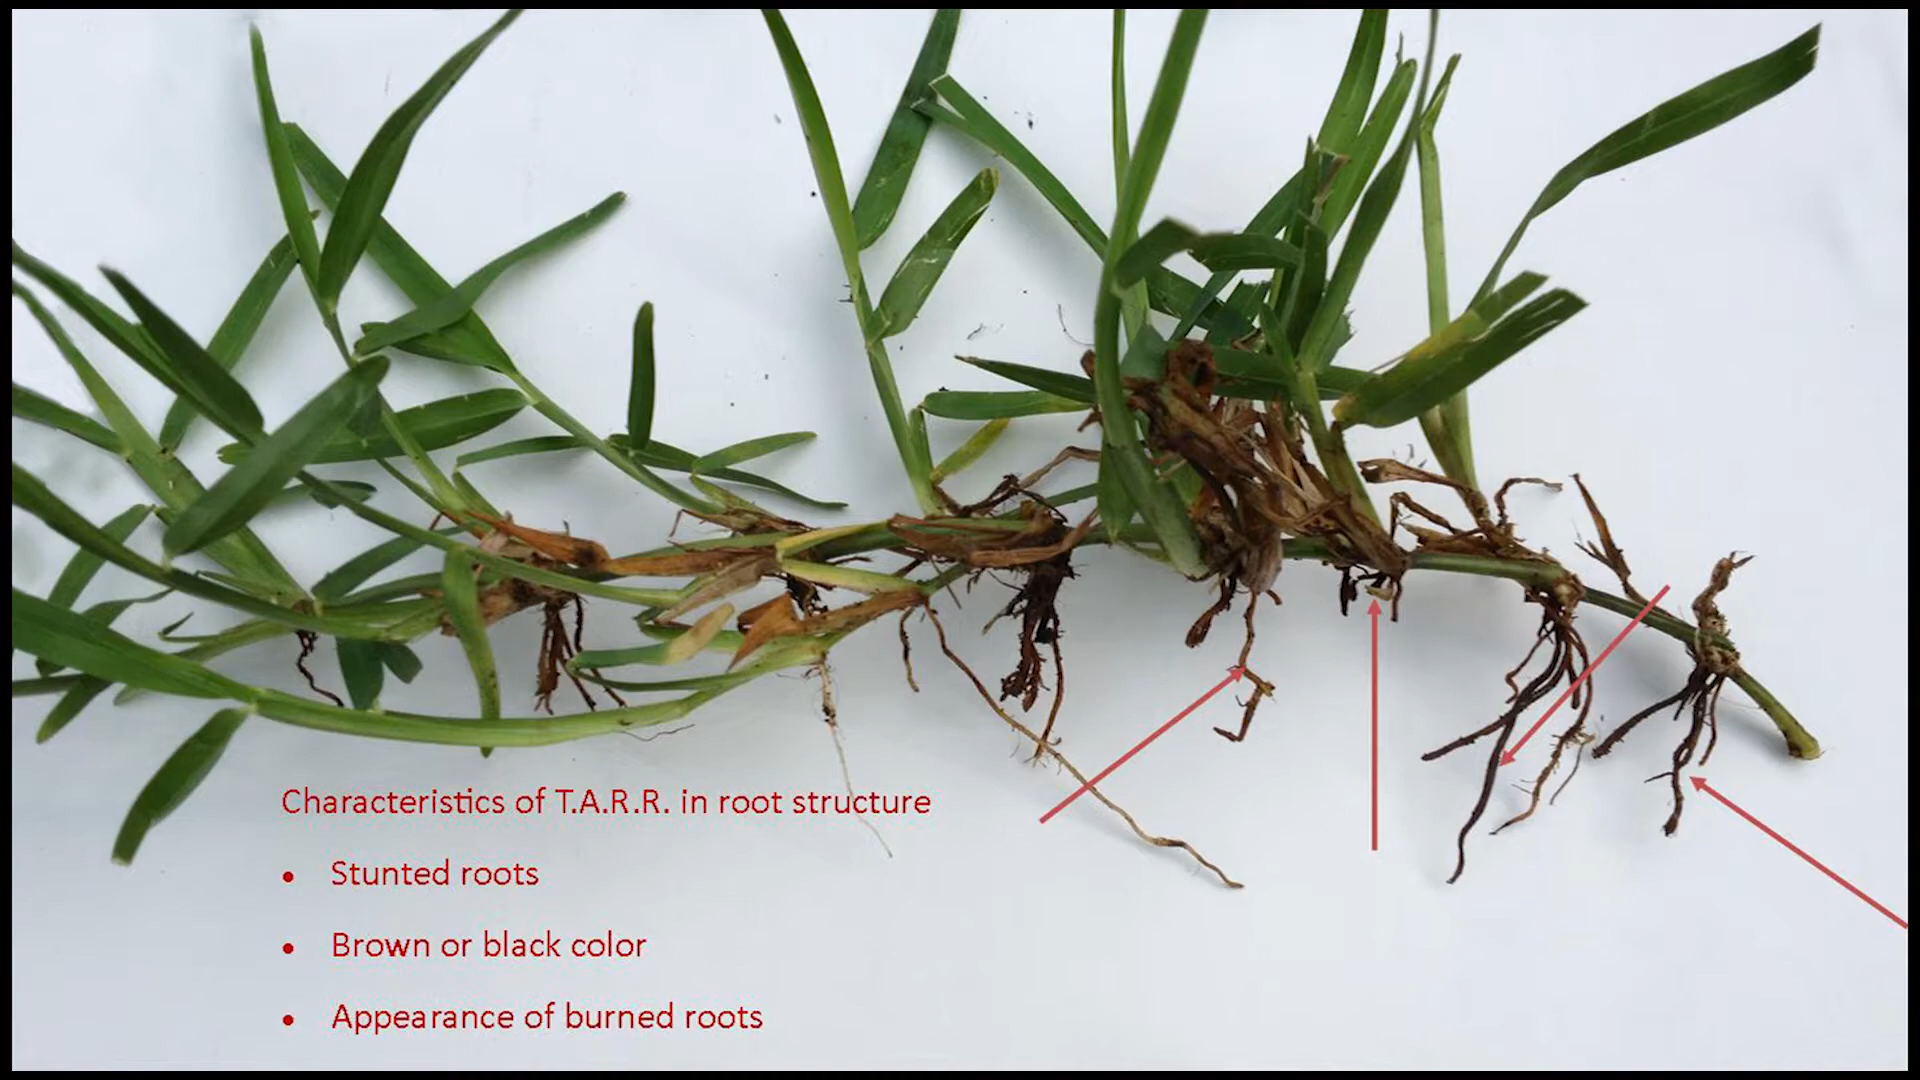 Characteristics of T.A.R.R. in root structure
• Stunted roots
• Brown or black color
• Appearance of burned roots